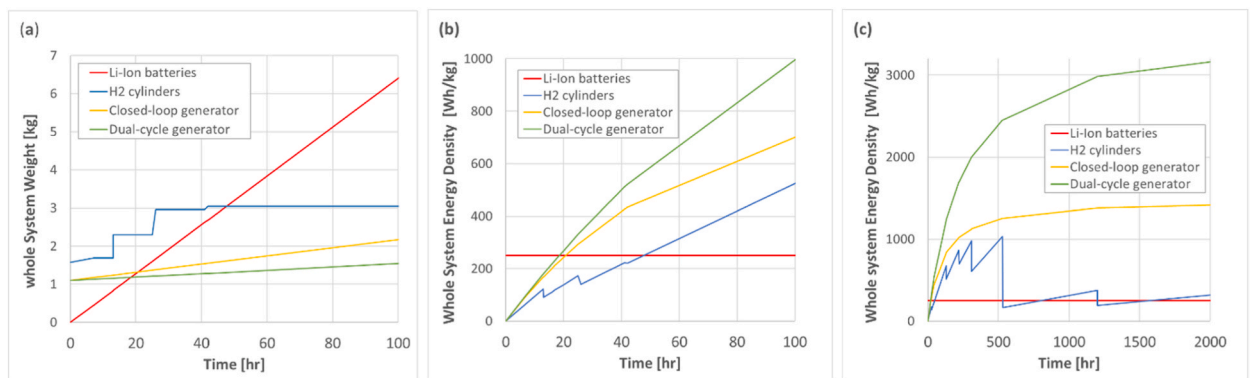 (a)
Whole System Weight [kg]
7
6
5
4
3
2
1
0
Li-Ion batteries
H2 cylinders
Closed-loop generator
Dual-cycle generator
0 20 40 60 80 100
Time [hr]
(b)
Whole System Energy Density [Wh/kg]
1000
800
600
400
200
0
Li-Ion batteries
H2 cylinders
Closed-loop generator
Dual-cycle generator
0 25 50 75 100
Time [hr]
(c)
Whole system Energy Density [Wh/kg]
3000
2000
1000
0
Li-Ion batteries
H2 cylinders
Closed-loop generator
Dual-cycle generator
0 500 1000 1500 2000
Time [hr]